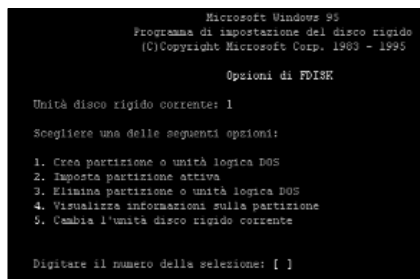 Microsoft Windows 95
Programma di impostazione del disco rigido
(C)Copyright Microsoft Corp. 1983 - 1995
Opzioni di FDISK
Unità disco rigido corrente: 1
Scegliere una delle seguenti opzioni:
1. Crea partizione o unità logica DOS
2. Imposta partizione attiva
3. Elimina partizione o unità logica DOS
4. Visualizza informazioni sulla partizione
5. Cambia l'unità disco rigido corrente
Digitare il numero della selezione: [ ]